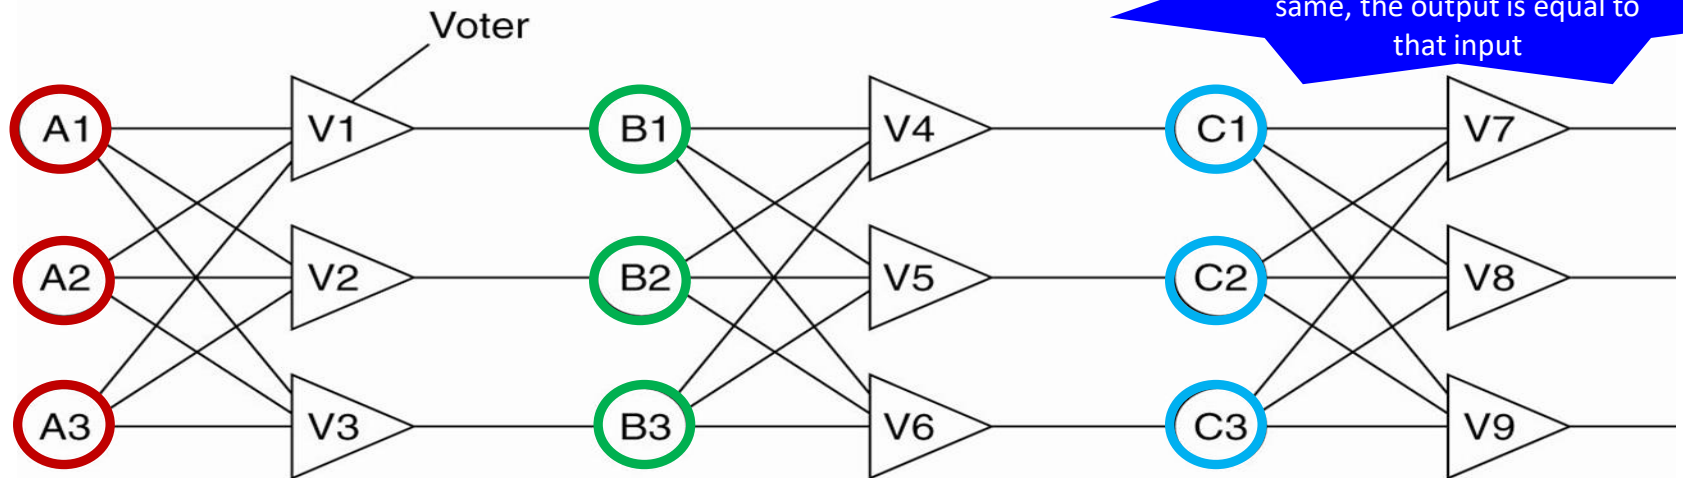 same, the output is equal to
that input
Voter
A1 V1 B1 V4 C1 V7
A2 V2 B2 V5 C2 V8
A3 V3 B3 V6 C3 V9